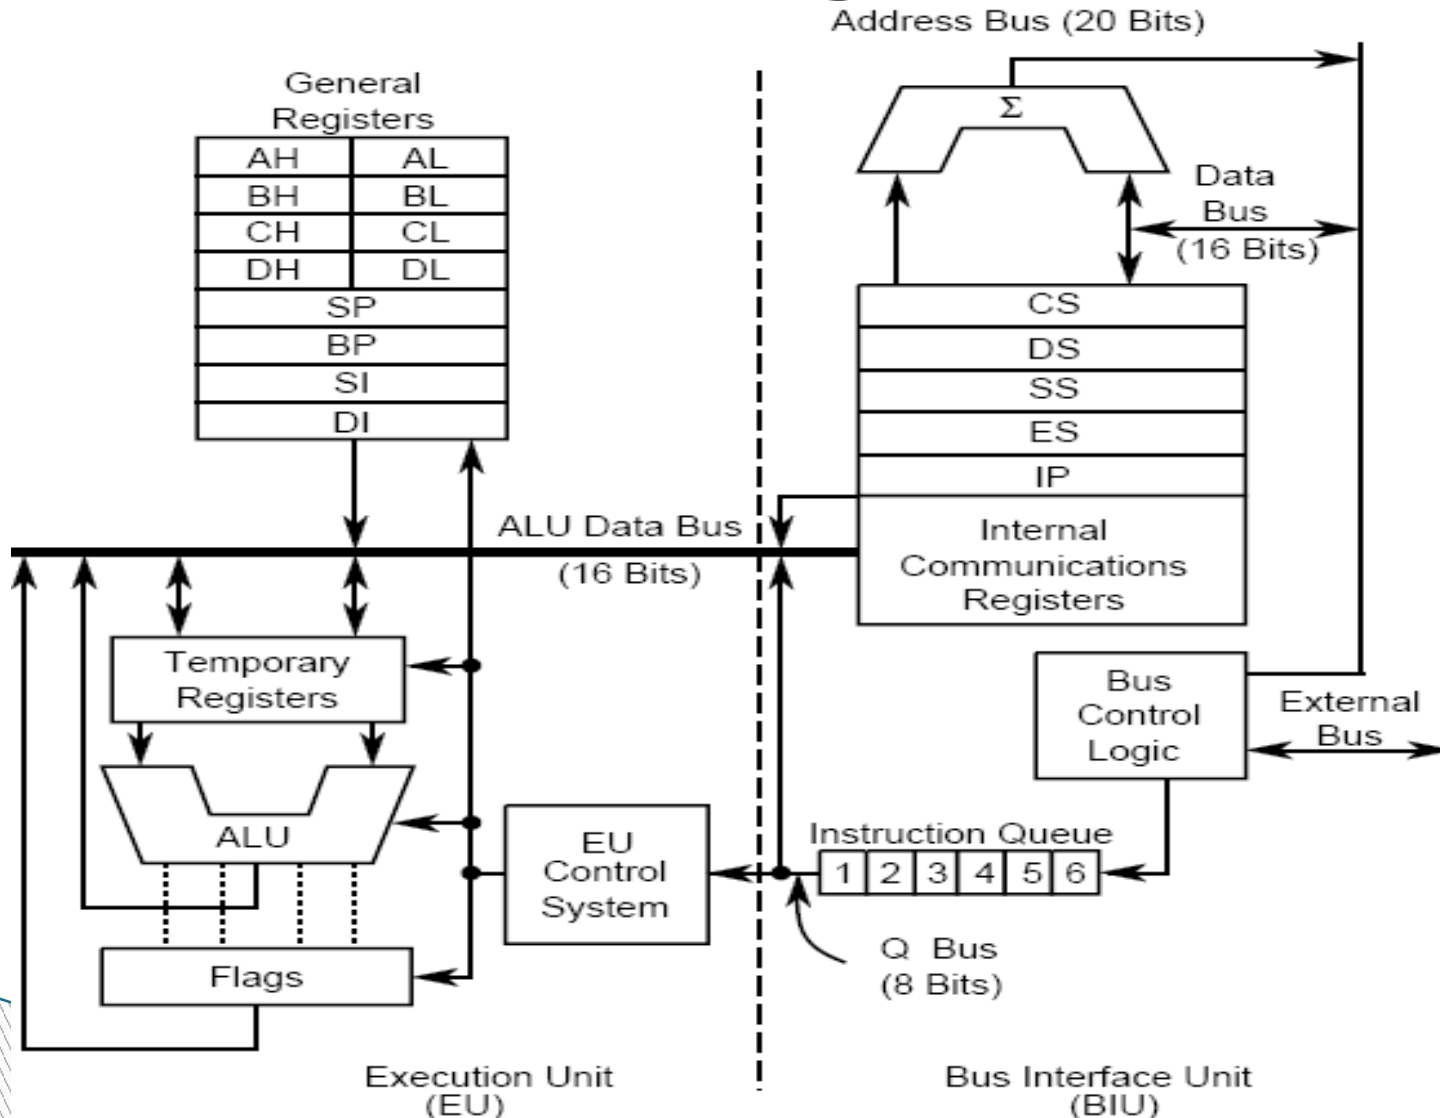 Address Bus (20 Bits)
General
Registers
AH AL
BH BL
CH CL
DH DL
SP
BP
SI
DI
Σ
Data
Bus
(16 Bits)
CS
DS
SS
ES
IP
Internal
Communications
Registers
ALU Data Bus
(16 Bits)
Temporary
Registers
ALU
Flags
EU
Control
System
Bus
Control
Logic
External
Bus
Instruction Queue
1 2 3 4 5 6
Q Bus
(8 Bits)
Execution Unit
(EU)
Bus Interface Unit
(BIU)